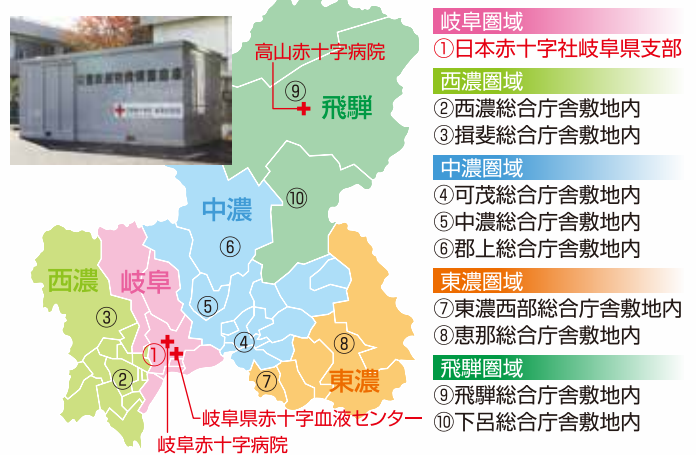 高山赤十字病院
⑨
飛騨
⑩
中濃
⑥
西濃
岐阜
③
⑤
④
⑧
①
②
⑦
東濃
岐阜県赤十字血液センター
岐阜赤十字病院
岐阜圏域
①日本赤十字社岐阜県支部
西濃圏域
②西濃総合庁舎敷地内
③揖斐総合庁舎敷地内
中濃圏域
④可茂総合庁舎敷地内
⑤中濃総合庁舎敷地内
⑥郡上総合庁舎敷地内
東濃圏域
⑦東濃西部総合庁舎敷地内
⑧恵那総合庁舎敷地内
飛騨圏域
⑨飛騨総合庁舎敷地内
⑩下呂総合庁舎敷地内